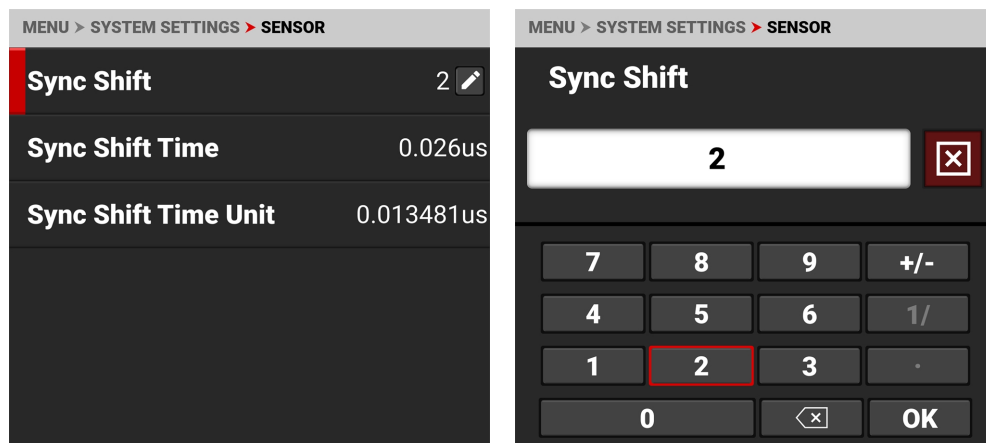 MENU > SYSTEM SETTINGS > SENSOR
Sync Shift 2
Sync Shift Time 0.026us
Sync Shift Time Unit 0.013481us
MENU > SYSTEM SETTINGS > SENSOR
Sync Shift
2
7 8 9 +/-
4 5 6 1/
1 2 3 .
0 OK